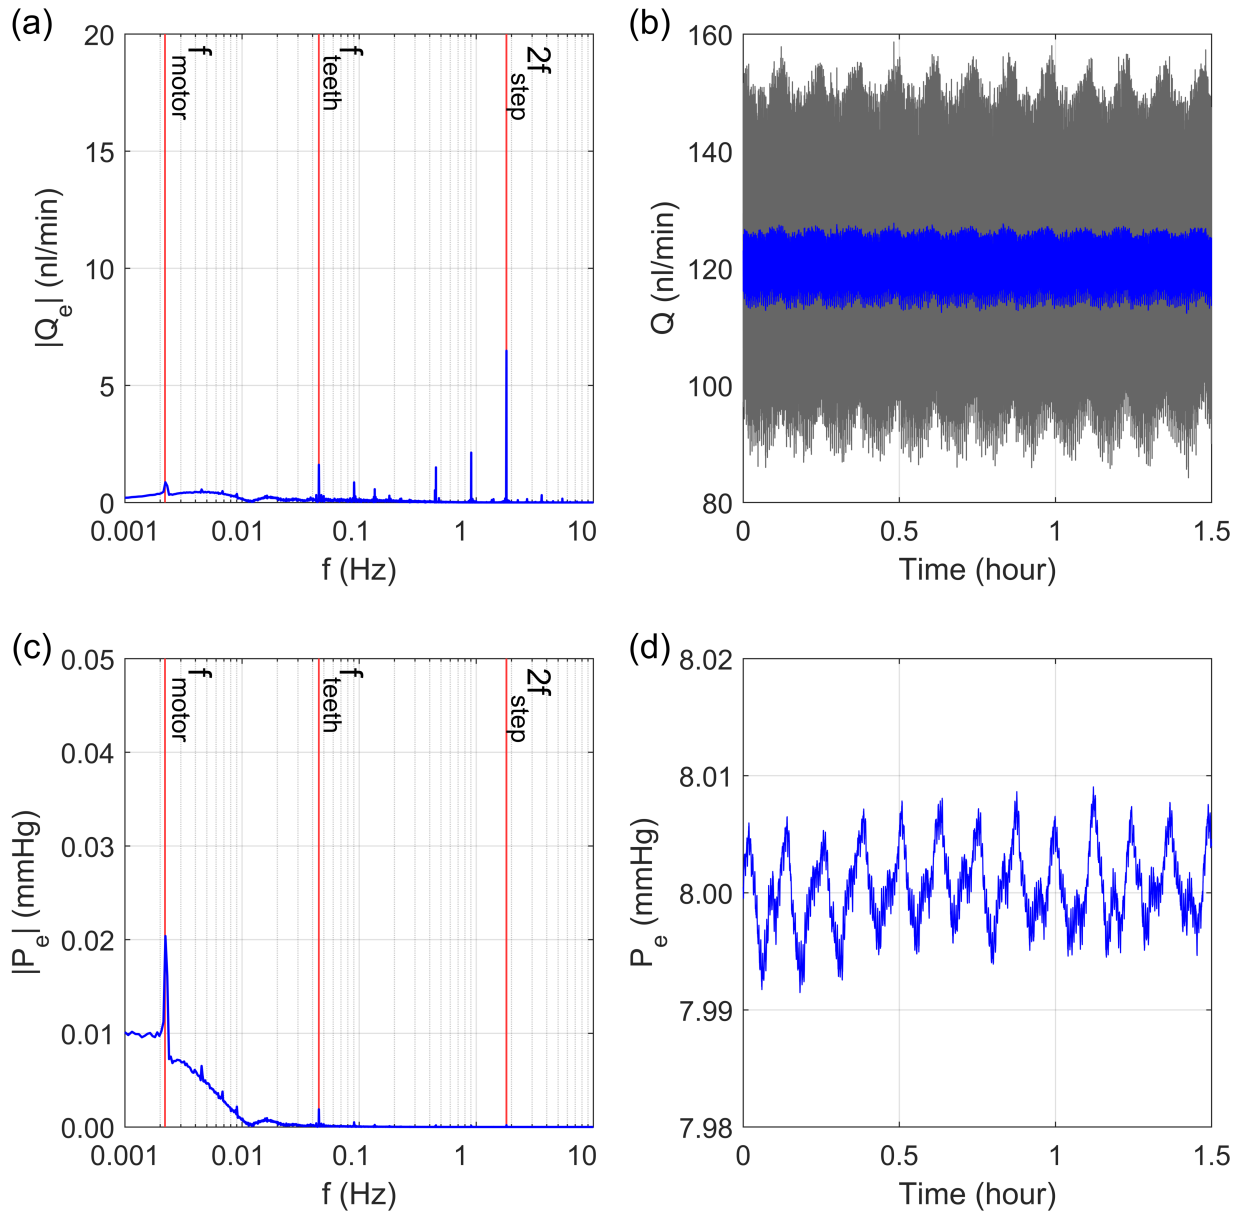 (a)
20
15
10
5
0
|Q_e| (nl/min)
f_motor
f_teeth
2f_step
0.001 0.01 0.1 1 10
f (Hz)
(b)
160
140
120
100
80
Q (nl/min)
0 0.5 1 1.5
Time (hour)
(c)
0.05
0.04
0.03
0.02
0.01
0.00
|P_e| (mmHg)
f_motor
f_teeth
2f_step
0.001 0.01 0.1 1 10
f (Hz)
(d)
8.02
8.01
8.00
7.99
7.98
P_e (mmHg)
0 0.5 1 1.5
Time (hour)